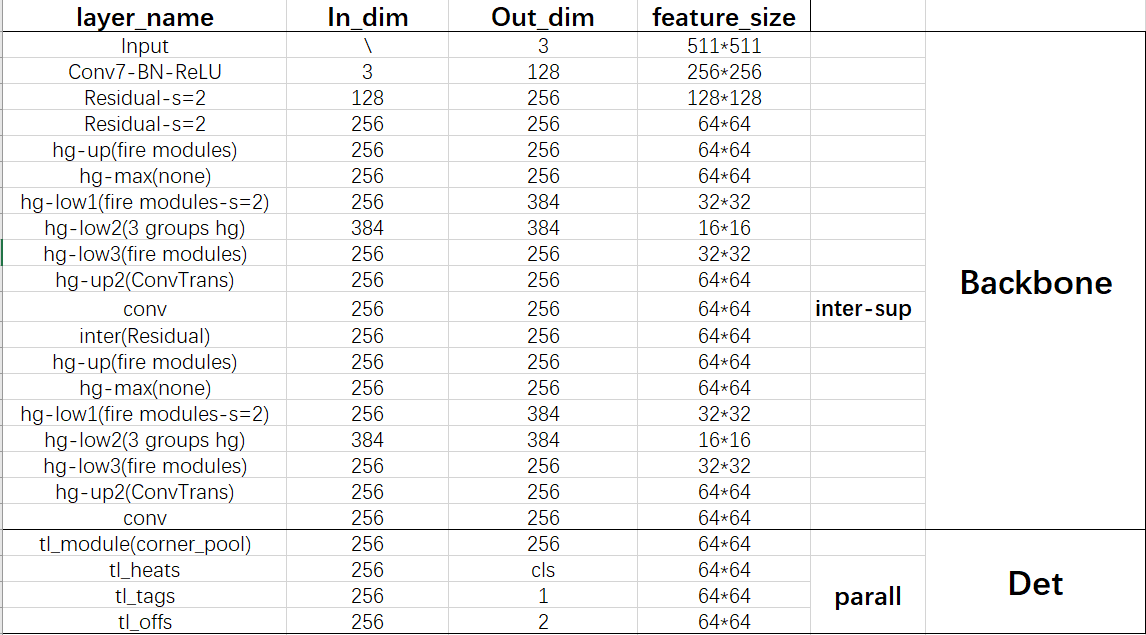 layer_name In_dim Out_dim feature_size
Input \ 3 511*511
Conv7-BN-ReLU 3 128 256*256
Residual-s=2 128 256 128*128
Residual-s=2 256 256 64*64
hg-up(fire modules) 256 256 64*64
hg-max(none) 256 256 64*64
hg-low1(fire modules-s=2) 256 384 32*32
hg-low2(3 groups hg) 384 384 16*16
hg-low3(fire modules) 256 256 32*32
hg-up2(ConvTrans) 256 256 64*64 Backbone
conv 256 256 64*64 inter-sup
inter(Residual) 256 256 64*64
hg-up(fire modules) 256 256 64*64
hg-max(none) 256 256 64*64
hg-low1(fire modules-s=2) 256 384 32*32
hg-low2(3 groups hg) 384 384 16*16
hg-low3(fire modules) 256 256 32*32
hg-up2(ConvTrans) 256 256 64*64
conv 256 256 64*64
tl_module(corner_pool) 256 256 64*64
tl_heats 256 cls 64*64 Det
tl_tags 256 1 64*64 parall
tl_offs 256 2 64*64